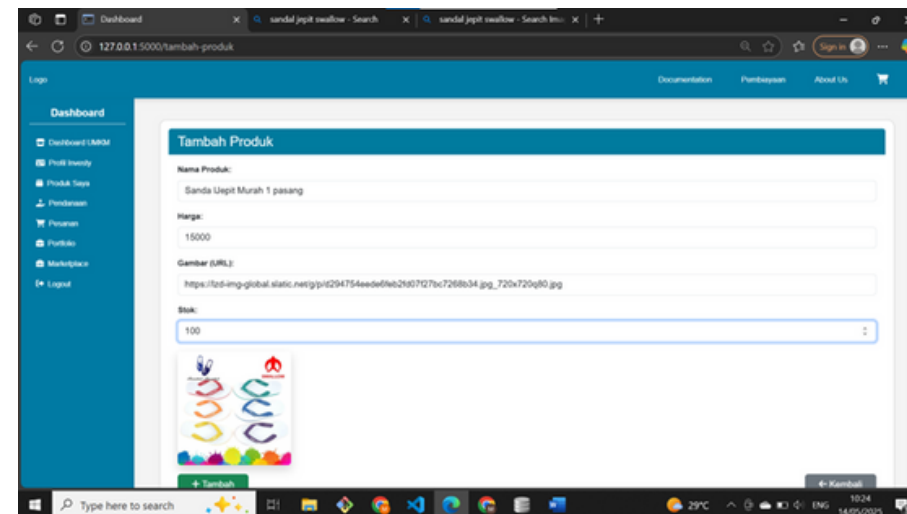 Dashboard
sandal jepit swallow - Search
sandal jepit swallow - Search Ima
127.0.0.1:5000/tambah-produk
Sign in
Logo
Documentation
Pembiayaan
About Us
Dashboard
Dashboard UMKM
Profil Investy
Produk Saya
Pendanaan
Pesanan
Portfolio
Marketplace
Logout
Tambah Produk
Nama Produk:
Sanda Uepit Murah 1 pasang
Harga:
15000
Gambar (URL):
https://lzd-img-global.slatic.net/g/p/d294754eede6feb2fd07f27bc7268b34.jpg_720x720q80.jpg
Stok:
100
+ Tambah
← Kembali
Type here to search
29°C
ENG
10:24
14/05/2025